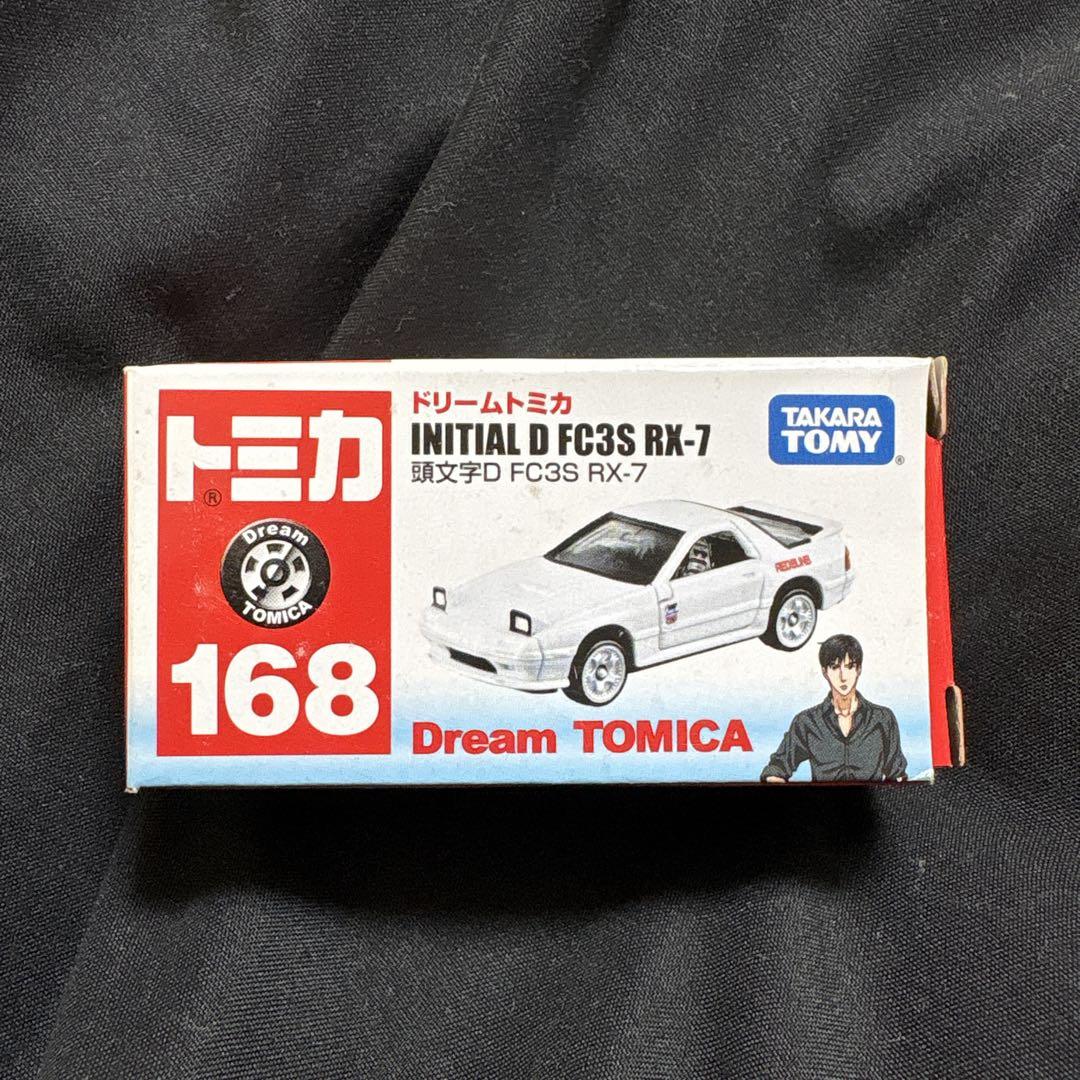 トミカ
®
Dream
TOMICA
168
ドリームトミカ
INITIAL D FC3S RX-7
頭文字D FC3S RX-7
TAKARA
TOMY
®
REDSUNS
Dream TOMICA